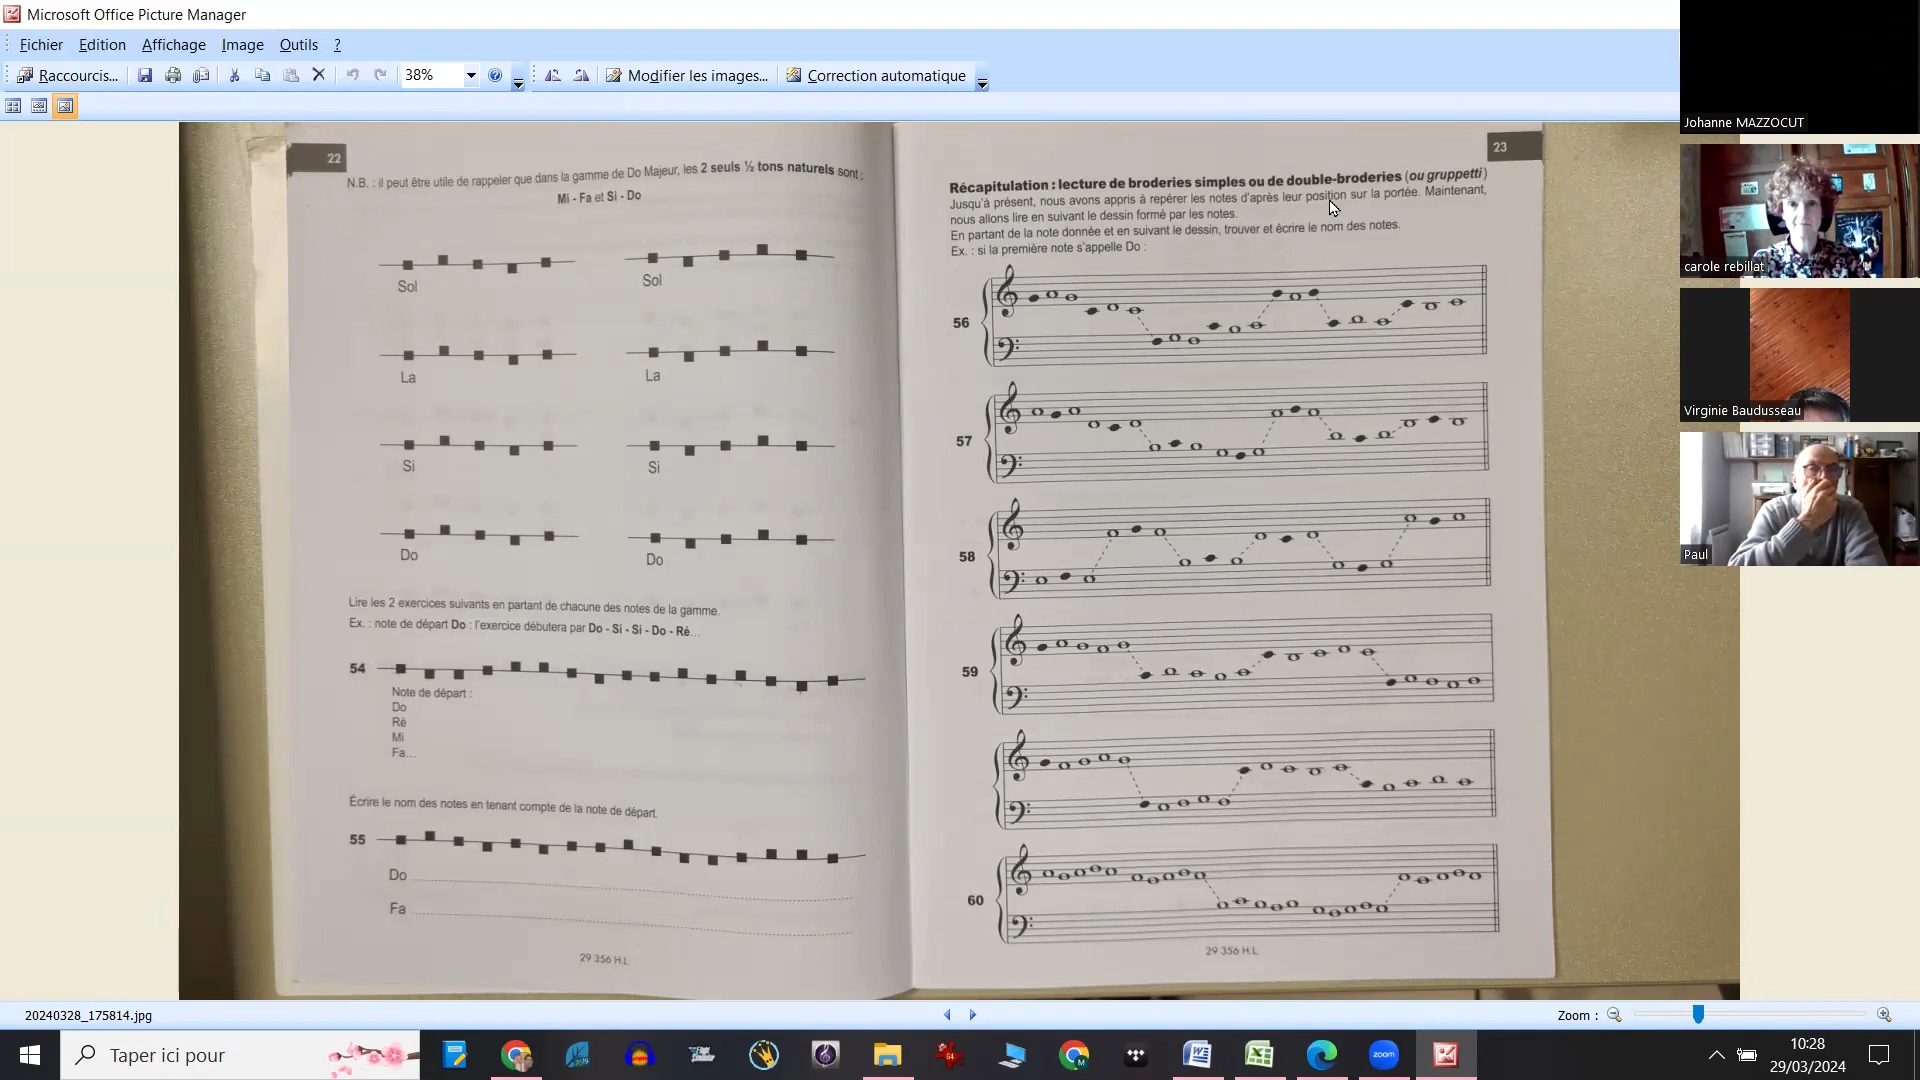 Microsoft Office Picture Manager
Fichier Edition Affichage Image Outils ?
Raccourcis... 38% Modifier les images... Correction automatique
22
N.B. : il peut être utile de rappeler que dans la gamme de Do Majeur, les 2 seuls ½ tons naturels sont :
Mi - Fa et Si - Do
Sol Sol
La La
Si Si
Do Do
Lire les 2 exercices suivants en partant de chacune des notes de la gamme.
Ex. : note de départ Do : l'exercice débutera par Do - Si - Si - Do - Ré...
54
Note de départ :
Do
Ré
Mi
Fa...
Écrire le nom des notes en tenant compte de la note de départ.
55
Do
Fa
29 356 H.L.
23
Récapitulation : lecture de broderies simples ou de double-broderies (ou gruppetti)
Jusqu'à présent, nous avons appris à repérer les notes d'après leur position sur la portée. Maintenant,
nous allons lire en suivant le dessin formé par les notes.
En partant de la note donnée et en suivant le dessin, trouver et écrire le nom des notes.
Ex. : si la première note s'appelle Do :
56
57
58
59
60
29 356 H.L.
Johanne MAZZOCUT
carole rebillat
Virginie Baudusseau
Paul
20240328_175814.jpg
Zoom :
Taper ici pour
2019
64
M
W
X
zoom
10:28
29/03/2024